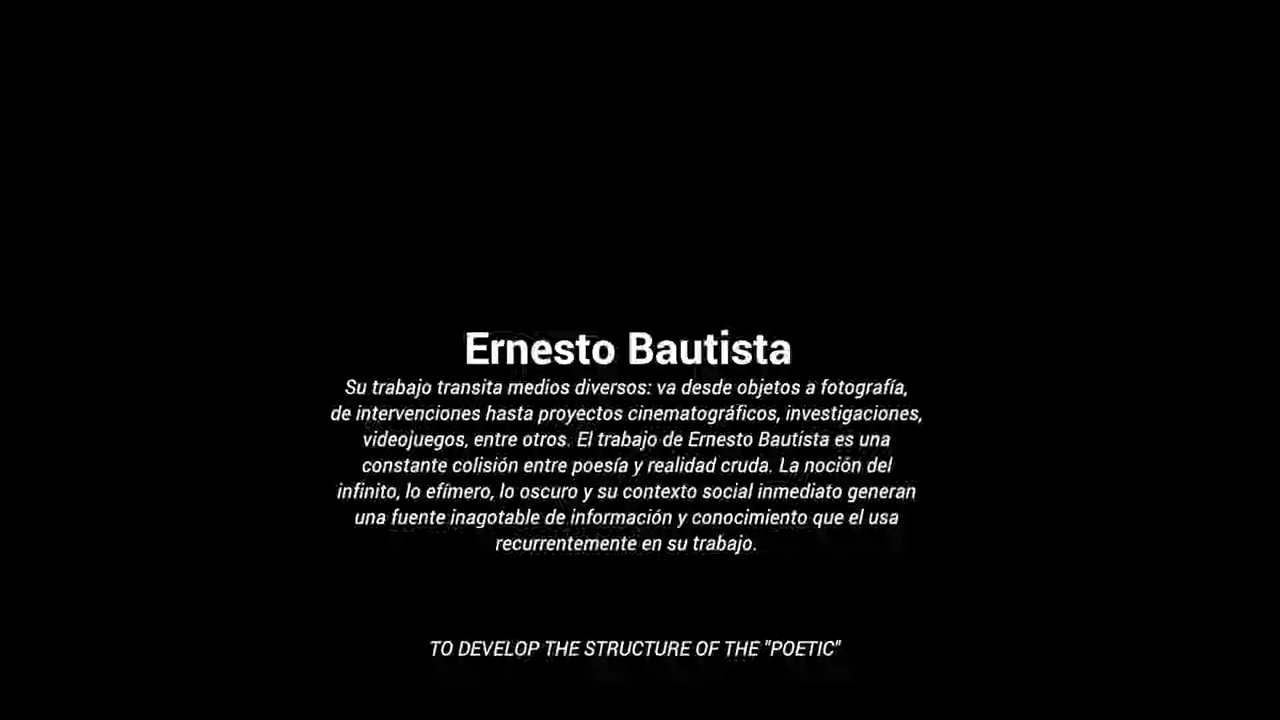 Ernesto Bautista
Su trabajo transita medios diversos: va desde objetos a fotografía,
de intervenciones hasta proyectos cinematográficos, investigaciones,
videojuegos, entre otros. El trabajo de Ernesto Bautista es una
constante colisión entre poesía y realidad cruda. La noción del
infinito, lo efímero, lo oscuro y su contexto social inmediato generan
una fuente inagotable de información y conocimiento que el usa
recurrentemente en su trabajo.
TO DEVELOP THE STRUCTURE OF THE "POETIC"